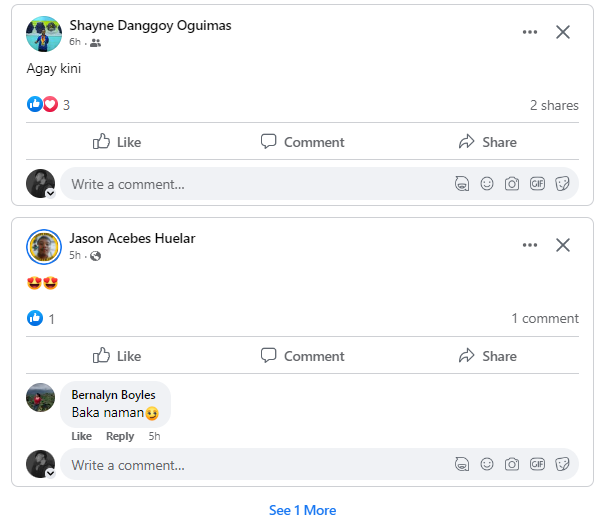 Shayne Danggoy Oguimas
6h ·
Agay kini
3
2 shares
Like
Comment
Share
Write a comment...
GIF
Jason Acebes Huelar
5h ·
😍😍
1
1 comment
Like
Comment
Share
Bernalyn Boyles
Baka naman😏
Like Reply 5h
Write a comment...
GIF
See 1 More